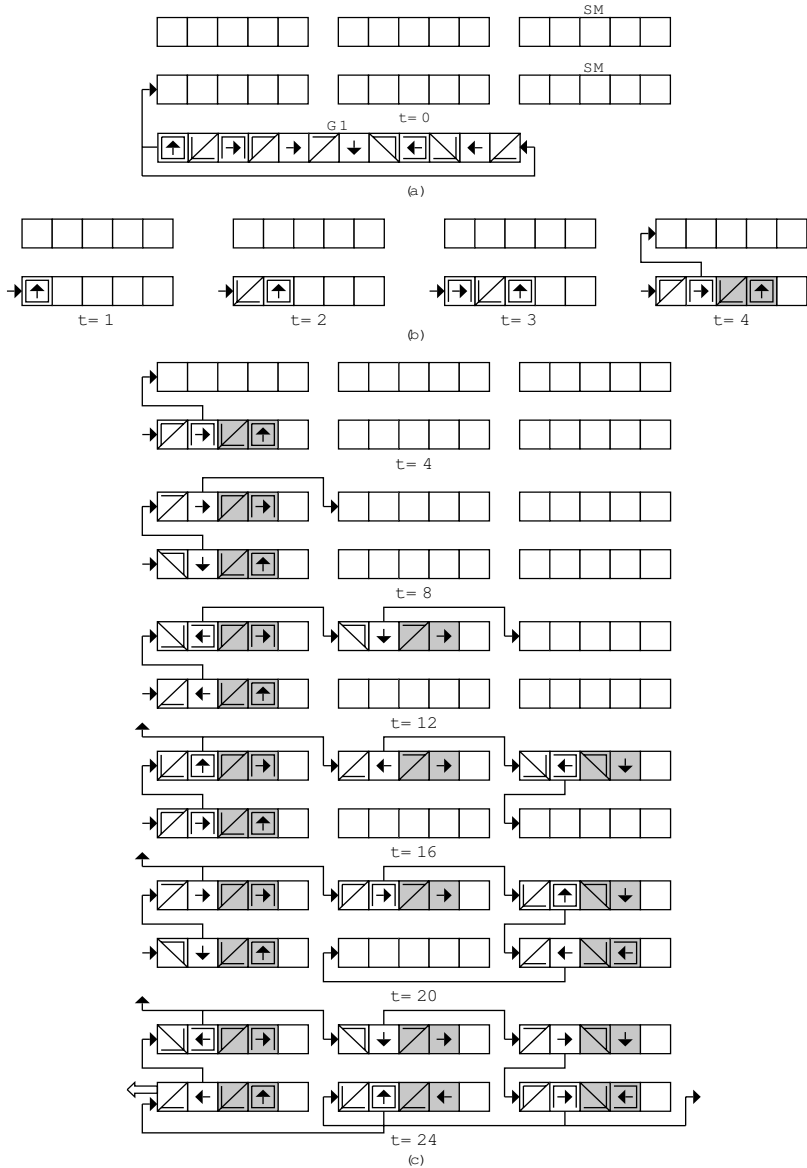 SM
SM
t= 0
G1
(a)
t= 1
t= 2
t= 3
t= 4
(b)
t= 4
t= 8
t= 12
t= 16
t= 20
t= 24
(c)